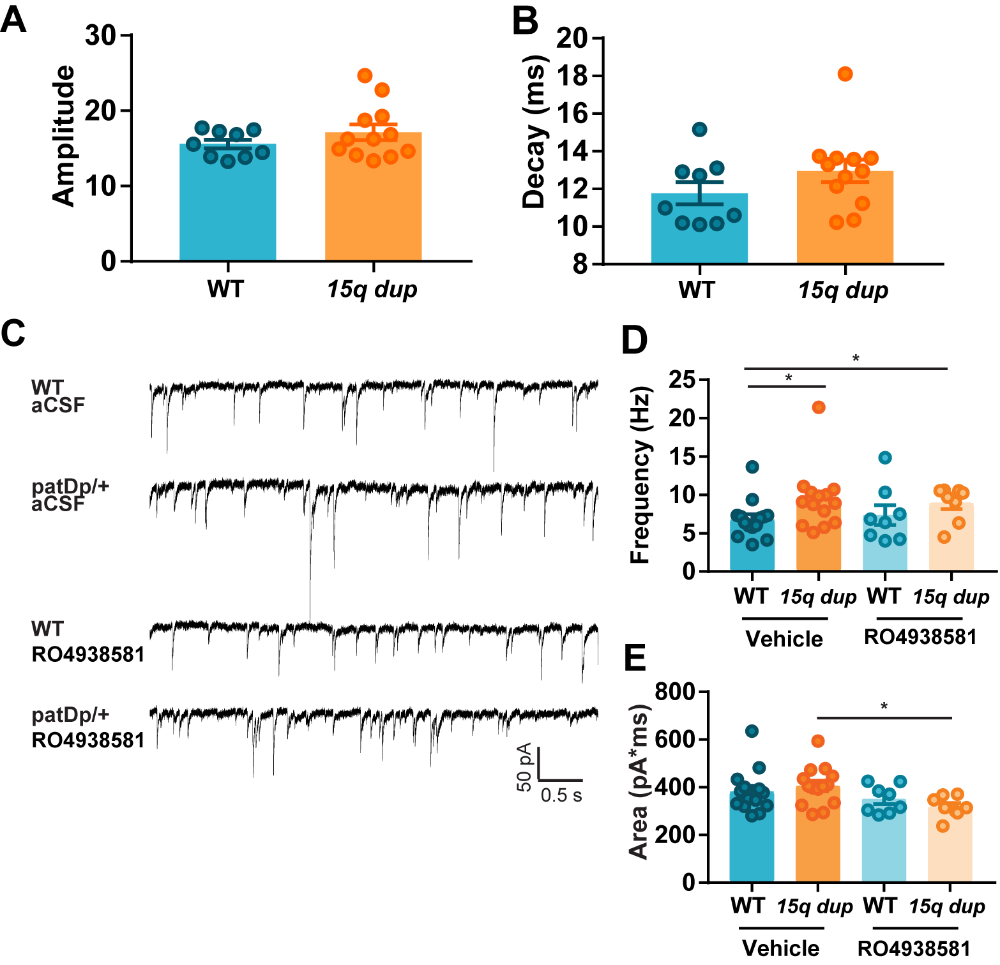 A
30
20
10
0
Amplitude
WT
15q dup
B
20
18
16
14
12
10
8
Decay (ms)
WT
15q dup
C
WT
aCSF
patDp/+
aCSF
WT
RO4938581
patDp/+
RO4938581
50 pA
0.5 s
D
*
*
25
20
15
10
5
0
Frequency (Hz)
WT
15q dup
WT
15q dup
Vehicle
RO4938581
E
*
800
600
400
200
0
Area (pA*ms)
WT
15q dup
WT
15q dup
Vehicle
RO4938581